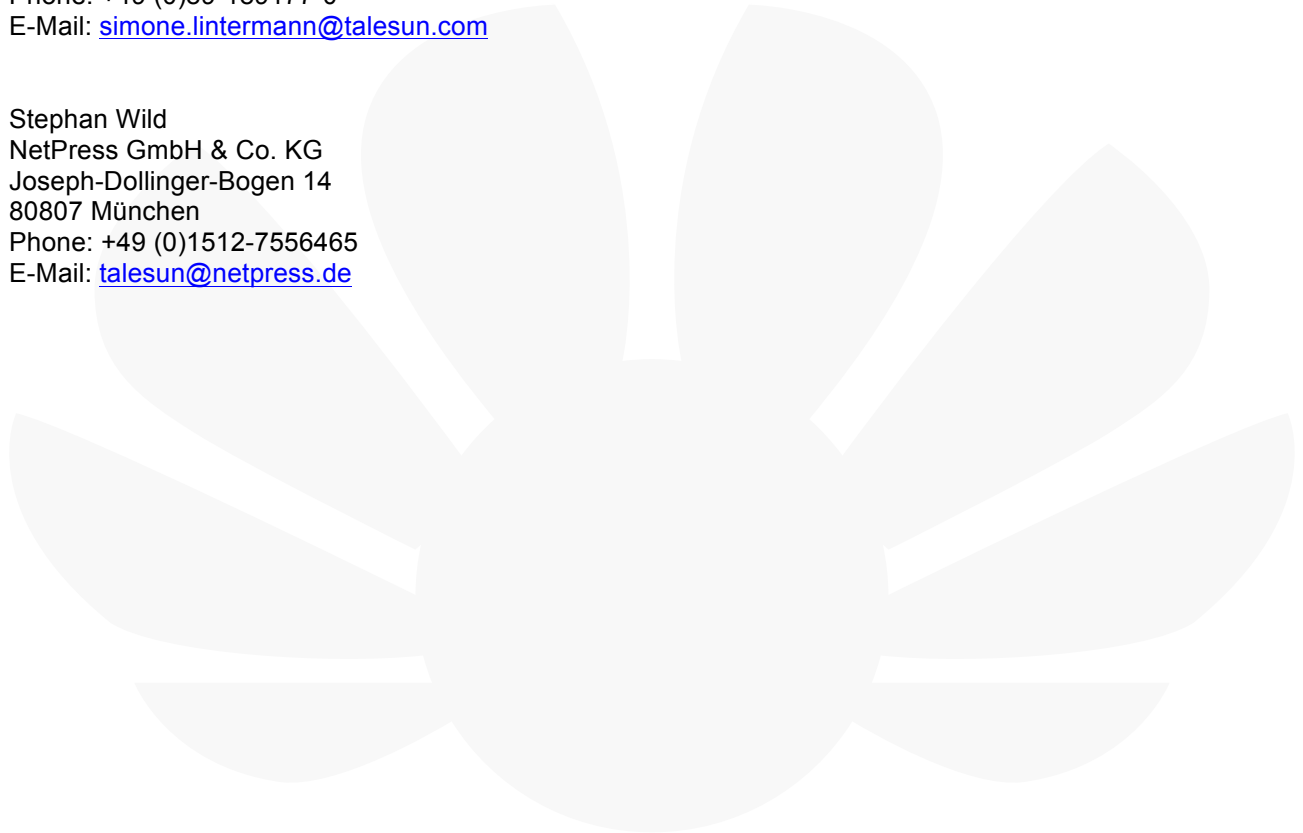 E-Mail: simone.lintermann@talesun.com
Stephan Wild
NetPress GmbH & Co. KG
Joseph-Dollinger-Bogen 14
80807 München
Phone: +49 (0)1512-7556465
E-Mail: talesun@netpress.de